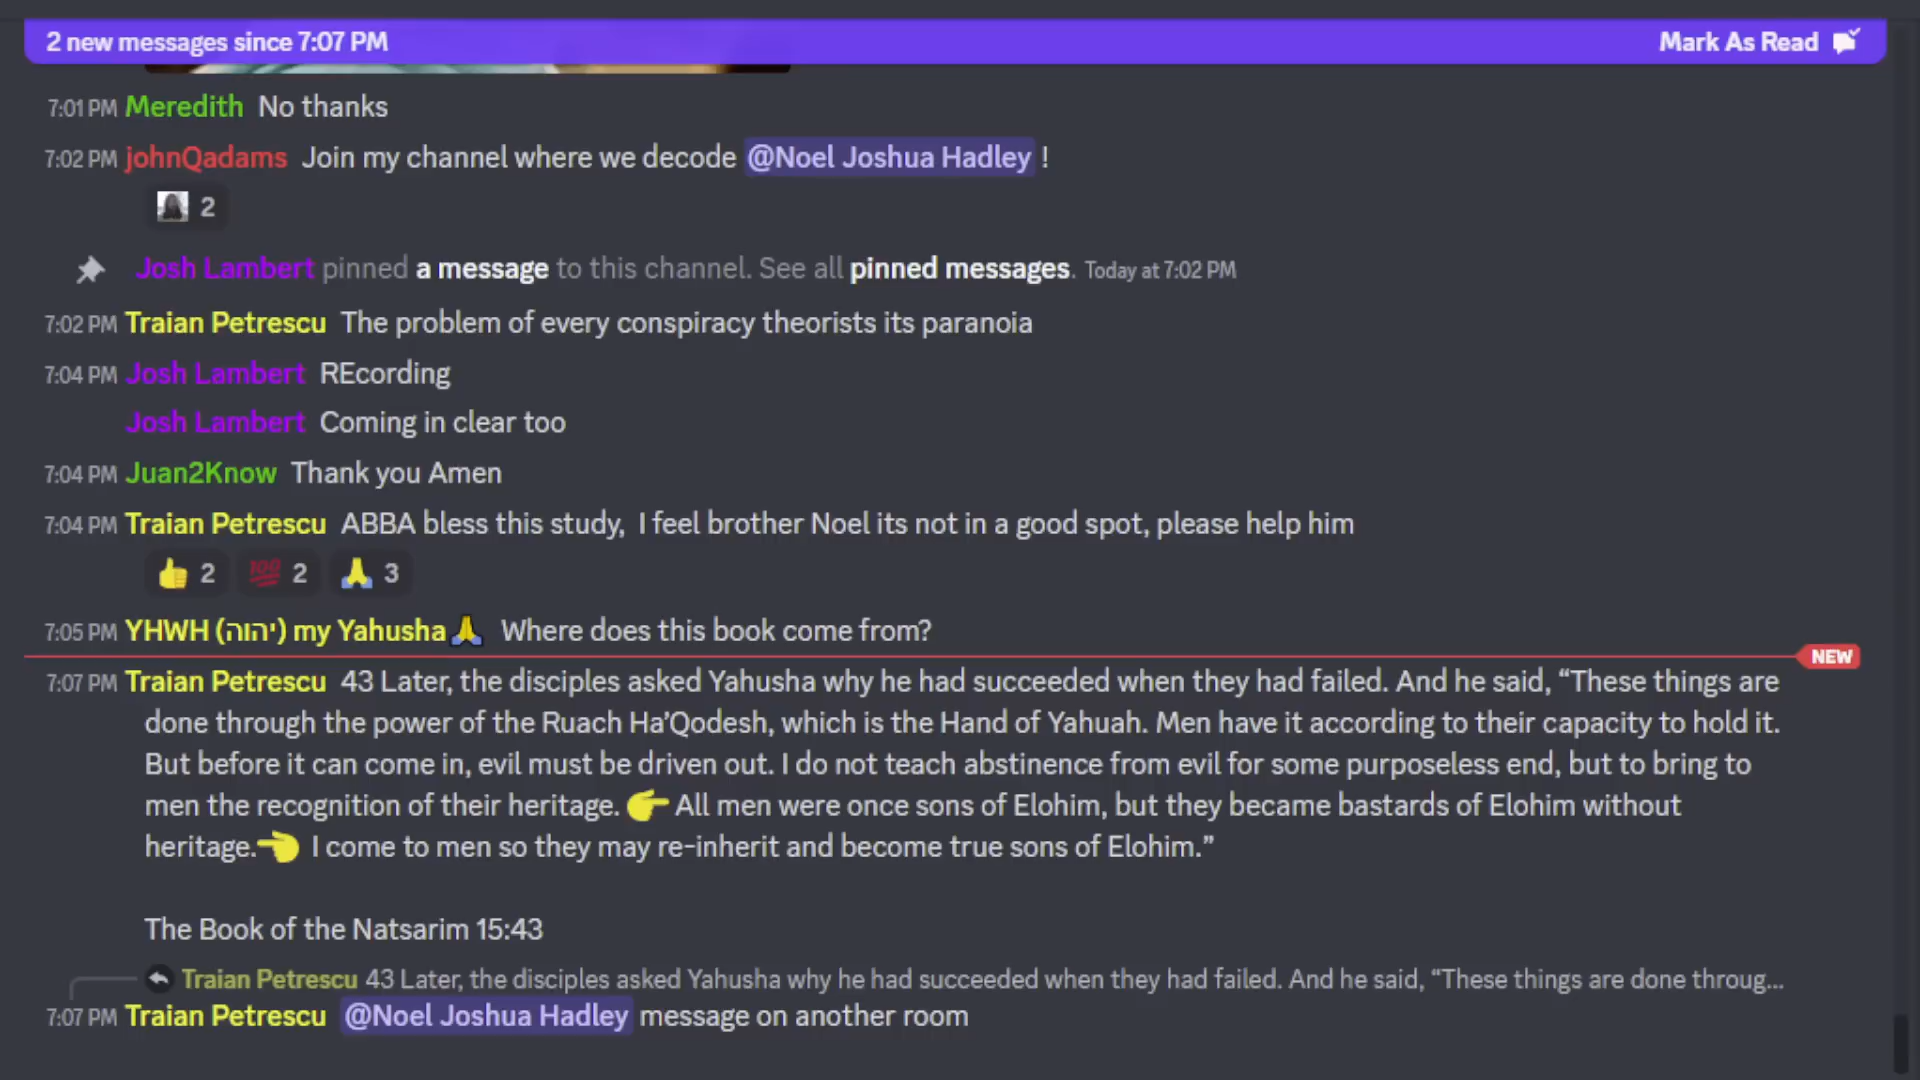 2 new messages since 7:07 PM
Mark As Read
7:01 PM Meredith No thanks
7:02 PM johnQadams Join my channel where we decode @Noel Joshua Hadley !
2
Josh Lambert pinned a message to this channel. See all pinned messages. Today at 7:02 PM
7:02 PM Traian Petrescu The problem of every conspiracy theorists its paranoia
7:04 PM Josh Lambert REcording
Josh Lambert Coming in clear too
7:04 PM Juan2Know Thank you Amen
7:04 PM Traian Petrescu ABBA bless this study, I feel brother Noel its not in a good spot, please help him
👍 2 💯 2 🙏 3
7:05 PM YHWH (יהוה) my Yahusha🙏 Where does this book come from?
NEW
7:07 PM Traian Petrescu 43 Later, the disciples asked Yahusha why he had succeeded when they had failed. And he said, “These things are
done through the power of the Ruach Ha’Qodesh, which is the Hand of Yahuah. Men have it according to their capacity to hold it.
But before it can come in, evil must be driven out. I do not teach abstinence from evil for some purposeless end, but to bring to
men the recognition of their heritage. 👉 All men were once sons of Elohim, but they became bastards of Elohim without
heritage.👈 I come to men so they may re-inherit and become true sons of Elohim.”
The Book of the Natsarim 15:43
Traian Petrescu 43 Later, the disciples asked Yahusha why he had succeeded when they had failed. And he said, “These things are done throug...
7:07 PM Traian Petrescu @Noel Joshua Hadley message on another room